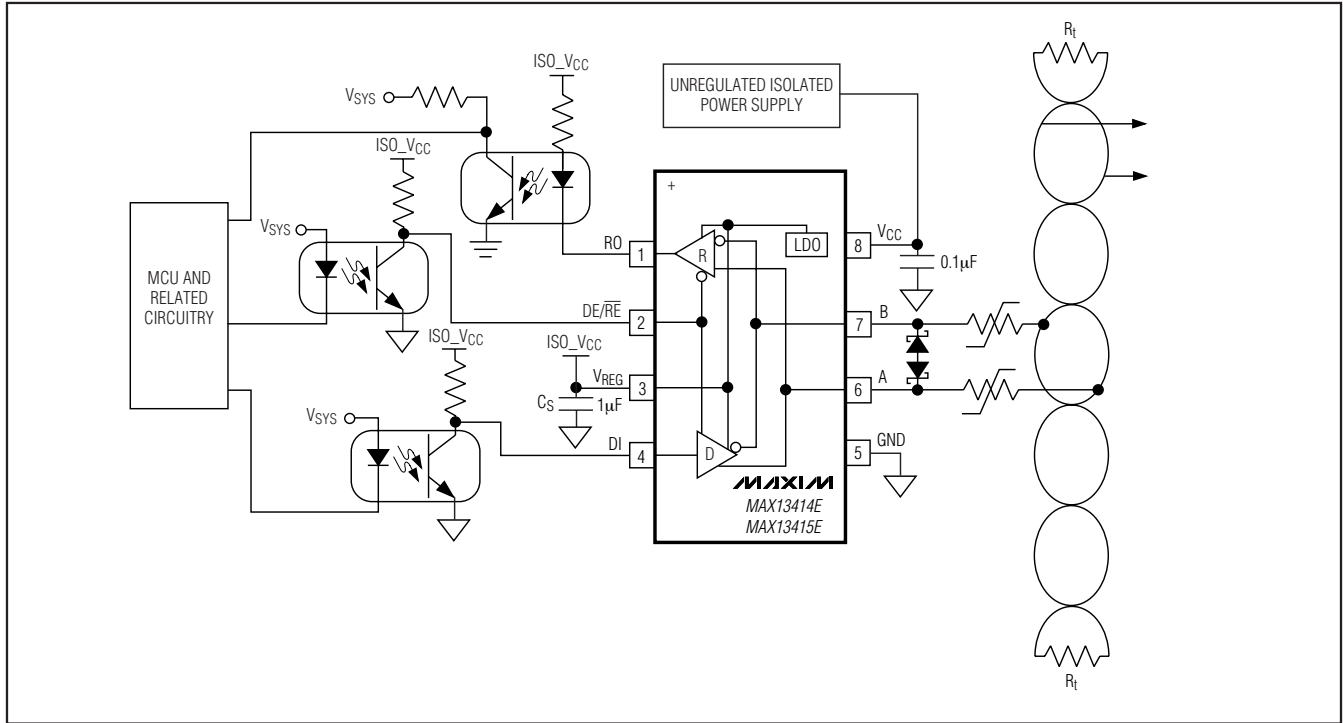 Rt
ISO_VCC
UNREGULATED ISOLATED
POWER SUPPLY
VSYS
ISO_VCC
+
VSYS
RO
1
R
LDO
8
VCC
0.1µF
MCU AND
RELATED
CIRCUITRY
DE/RE
2
7
B
ISO_VCC
ISO_VCC
VREG
3
6
A
CS
1µF
VSYS
DI
4
D
5
GND
MAXIM
MAX13414E
MAX13415E
Rt